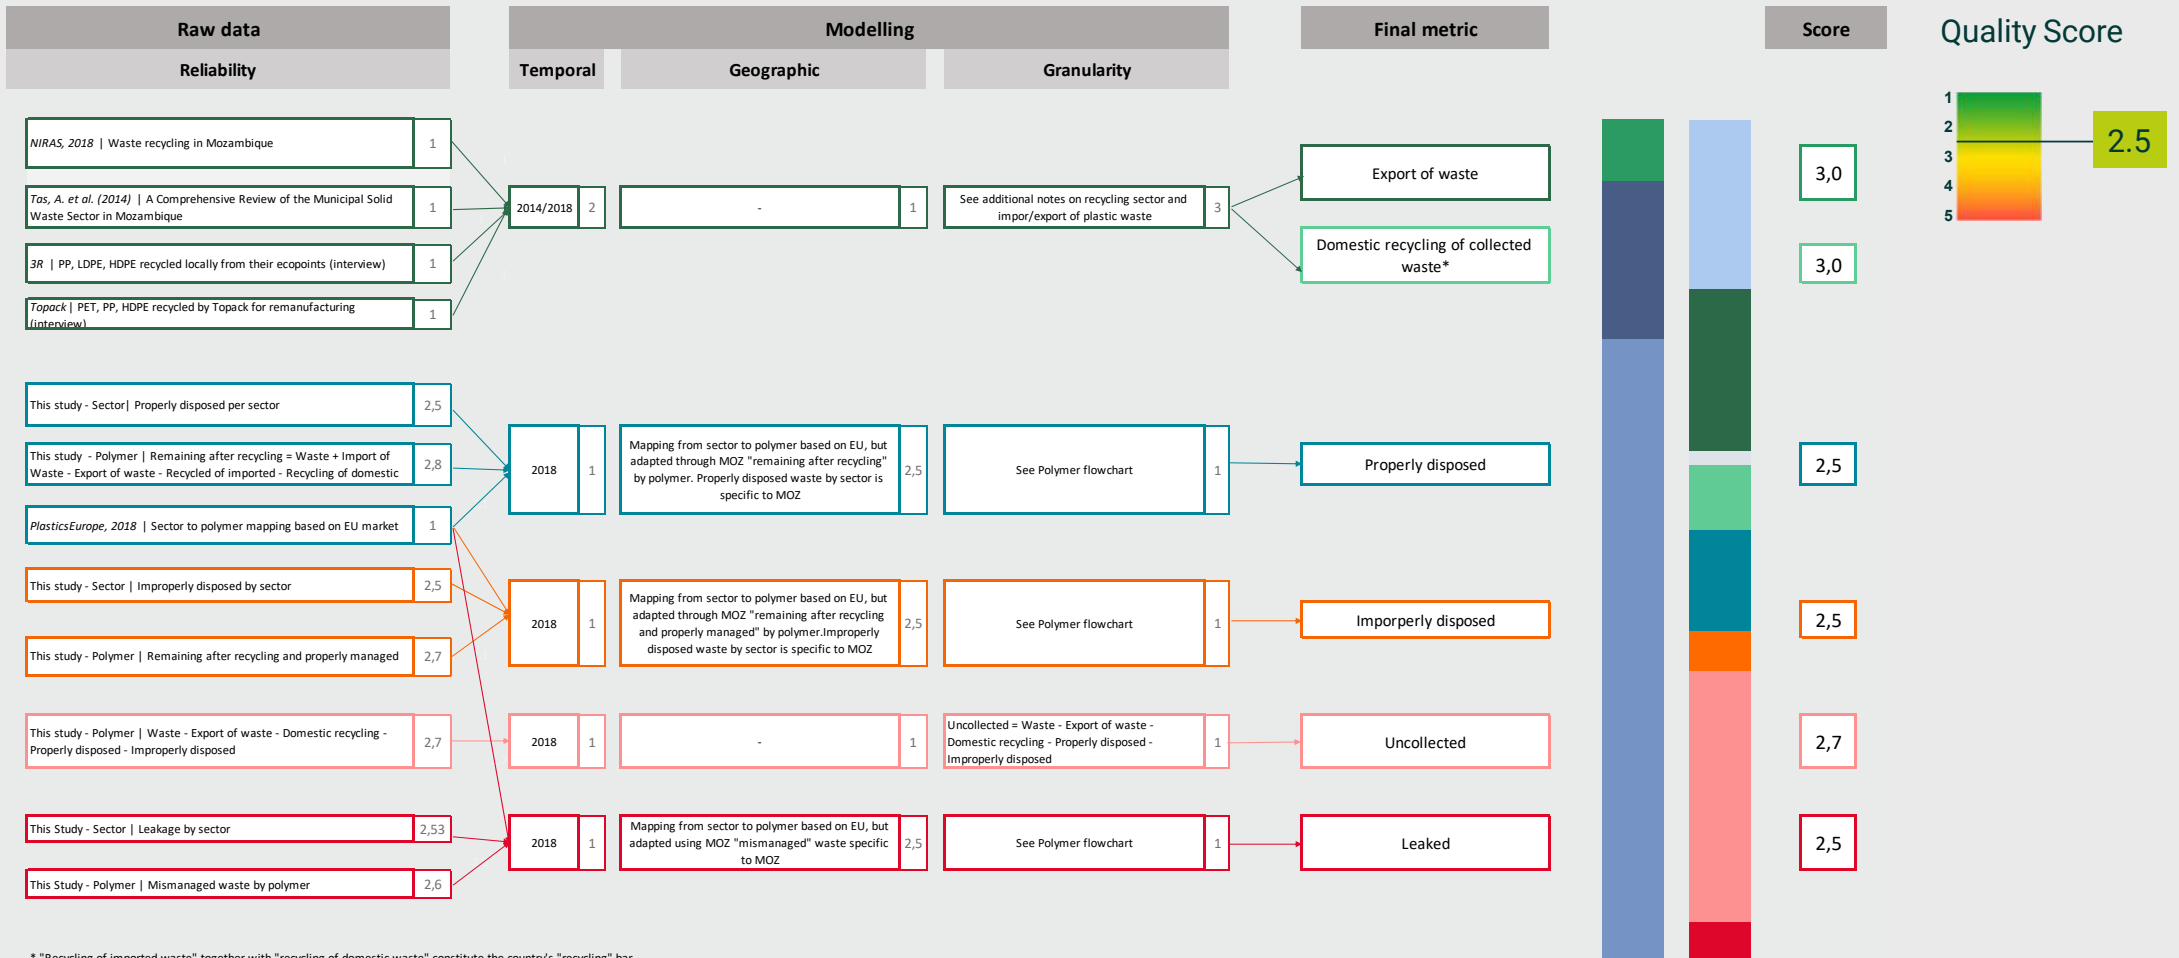 Raw data
Modelling
Final metric
Score
Quality Score
Reliability
Temporal
Geographic
Granularity
1
2
3
4
5
2.5
NIRAS, 2018 | Waste recycling in Mozambique
1
Tas, A. et al. (2014) | A Comprehensive Review of the Municipal Solid
Waste Sector in Mozambique
1
3R | PP, LDPE, HDPE recycled locally from their ecopoints (interview)
1
Topack | PET, PP, HDPE recycled by Topack for remanufacturing
(interview)
1
2014/2018
2
-
1
See additional notes on recycling sector and
impor/export of plastic waste
3
Export of waste
3,0
Domestic recycling of collected
waste*
3,0
This study - Sector| Properly disposed per sector
2,5
This study - Polymer | Remaining after recycling = Waste + Import of
Waste - Export of waste - Recycled of imported - Recycling of domestic
2,8
PlasticsEurope, 2018 | Sector to polymer mapping based on EU market
1
2018
1
Mapping from sector to polymer based on EU, but
adapted through MOZ "remaining after recycling"
by polymer. Properly disposed waste by sector is
specific to MOZ
2,5
See Polymer flowchart
1
Properly disposed
2,5
This study - Sector | Improperly disposed by sector
2,5
This study - Polymer | Remaining after recycling and properly managed
2,7
2018
1
Mapping from sector to polymer based on EU, but
adapted through MOZ "remaining after recycling
and properly managed" by polymer.Improperly
disposed waste by sector is specific to MOZ
2,5
See Polymer flowchart
1
Imporperly disposed
2,5
This study - Polymer | Waste - Export of waste - Domestic recycling -
Properly disposed - Improperly disposed
2,7
2018
1
-
1
Uncollected = Waste - Export of waste -
Domestic recycling - Properly disposed -
Improperly disposed
1
Uncollected
2,7
This Study - Sector | Leakage by sector
2,53
This Study - Polymer | Mismanaged waste by polymer
2,6
2018
1
Mapping from sector to polymer based on EU, but
adapted using MOZ "mismanaged" waste specific
to MOZ
2,5
See Polymer flowchart
1
Leaked
2,5
* "Recycling of imported waste" together with "recycling of domestic waste" constitute the country's "recycling" bar